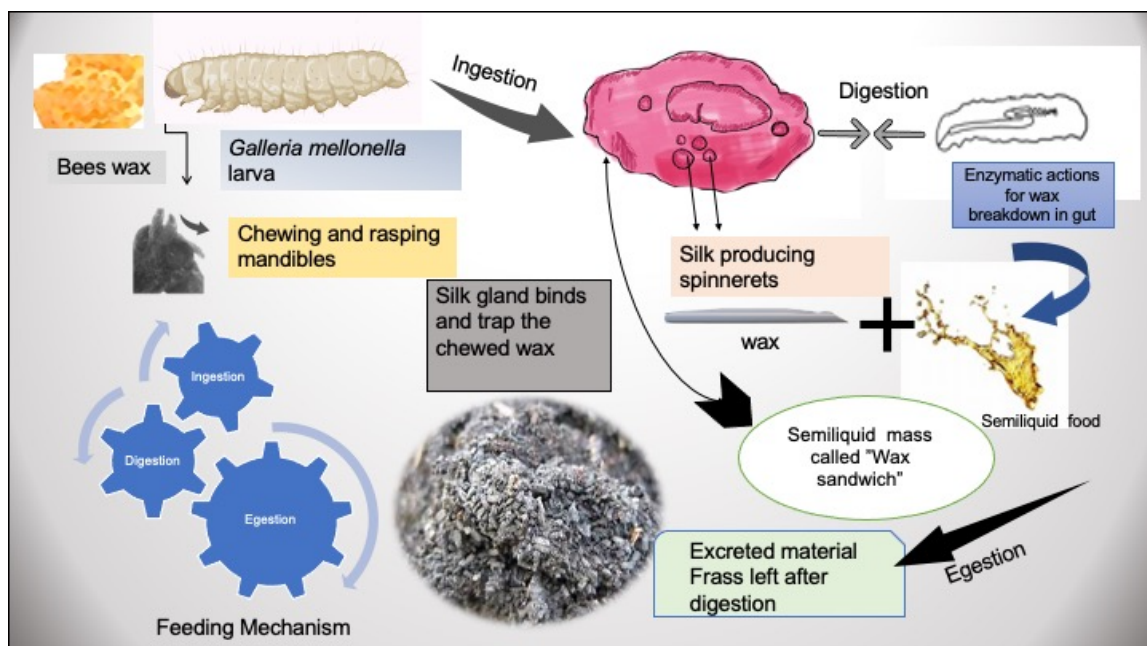 Bees wax
Galleria mellonella
larva
Chewing and rasping
mandibles
Ingestion
Digestion
Enzymatic actions
for wax
breakdown in gut
Silk producing
spinnerets
Silk gland binds
and trap the
chewed wax
wax
Semiliquid food
Semiliquid mass
called "Wax
sandwich"
Egestion
Excreted material
Frass left after
digestion
Ingestion
Digestion
Egestion
Feeding Mechanism